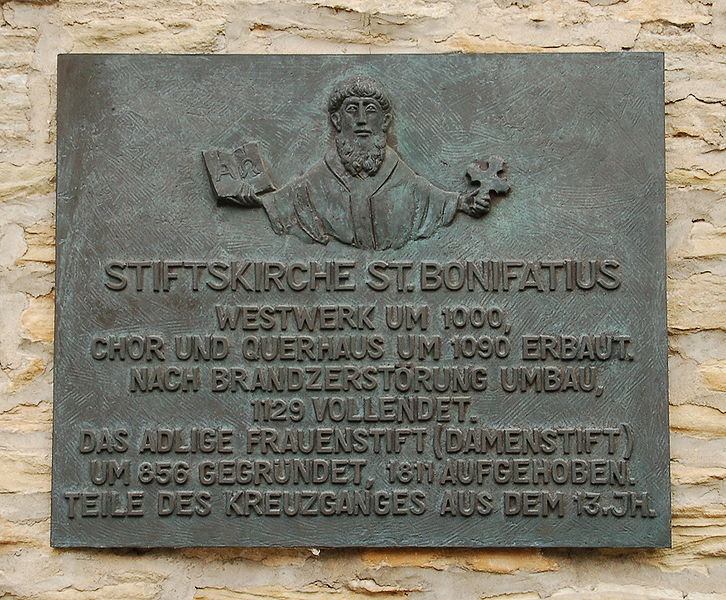 Α Ω
STIFTSKIRCHE ST. BONIFATIUS
WESTWERK UM 1000,
CHOR UND QUERHAUS UM 1090 ERBAUT.
NACH BRANDZERSTÖRUNG UMBAU,
1129 VOLLENDET.
DAS ADLIGE FRAUENSTIFT (DAMENSTIFT)
UM 856 GEGRÜNDET, 1811 AUFGEHOBEN.
TEILE DES KREUZGANGES AUS DEM 13. JH.